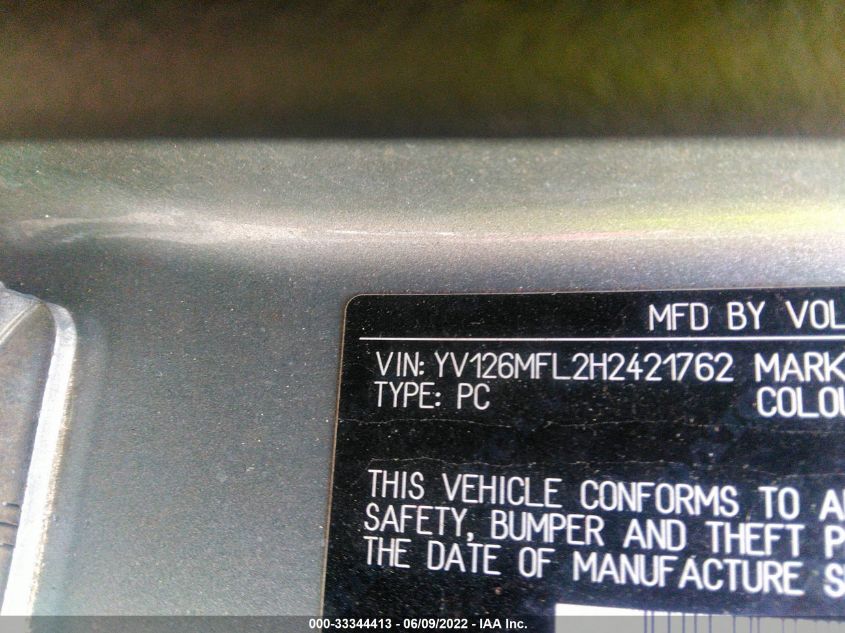 MFD BY VOL
VIN: YV126MFL2H2421762 MARK
TYPE: PC COLOU
THIS VEHICLE CONFORMS TO A
SAFETY, BUMPER AND THEFT P
THE DATE OF MANUFACTURE S
000-33344413 - 06/09/2022 - IAA Inc.